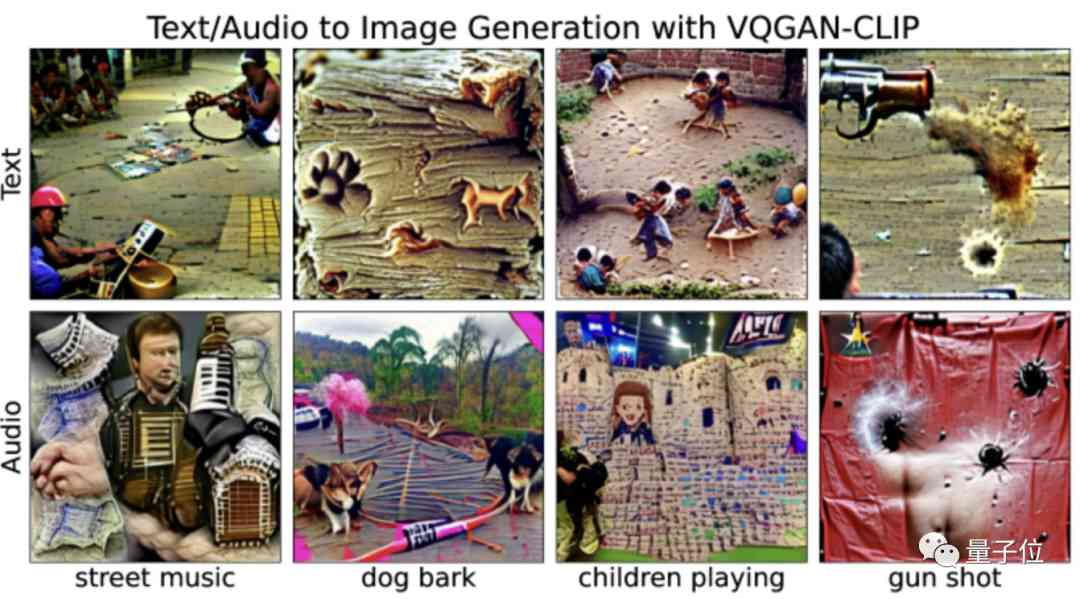 Text/Audio to Image Generation with VQGAN-CLIP
Text
Audio
street music
dog bark
children playing
gun shot
量子位